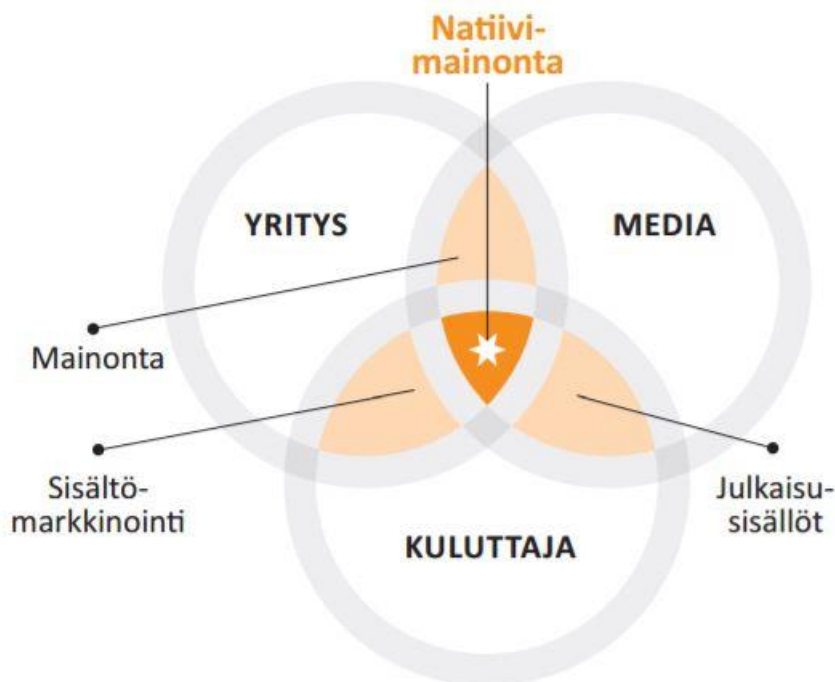 Natiivi-
mainonta
YRITYS
MEDIA
Mainonta
Sisältö-
markkinointi
Julkaisu-
sisällöt
KULUTTAJA